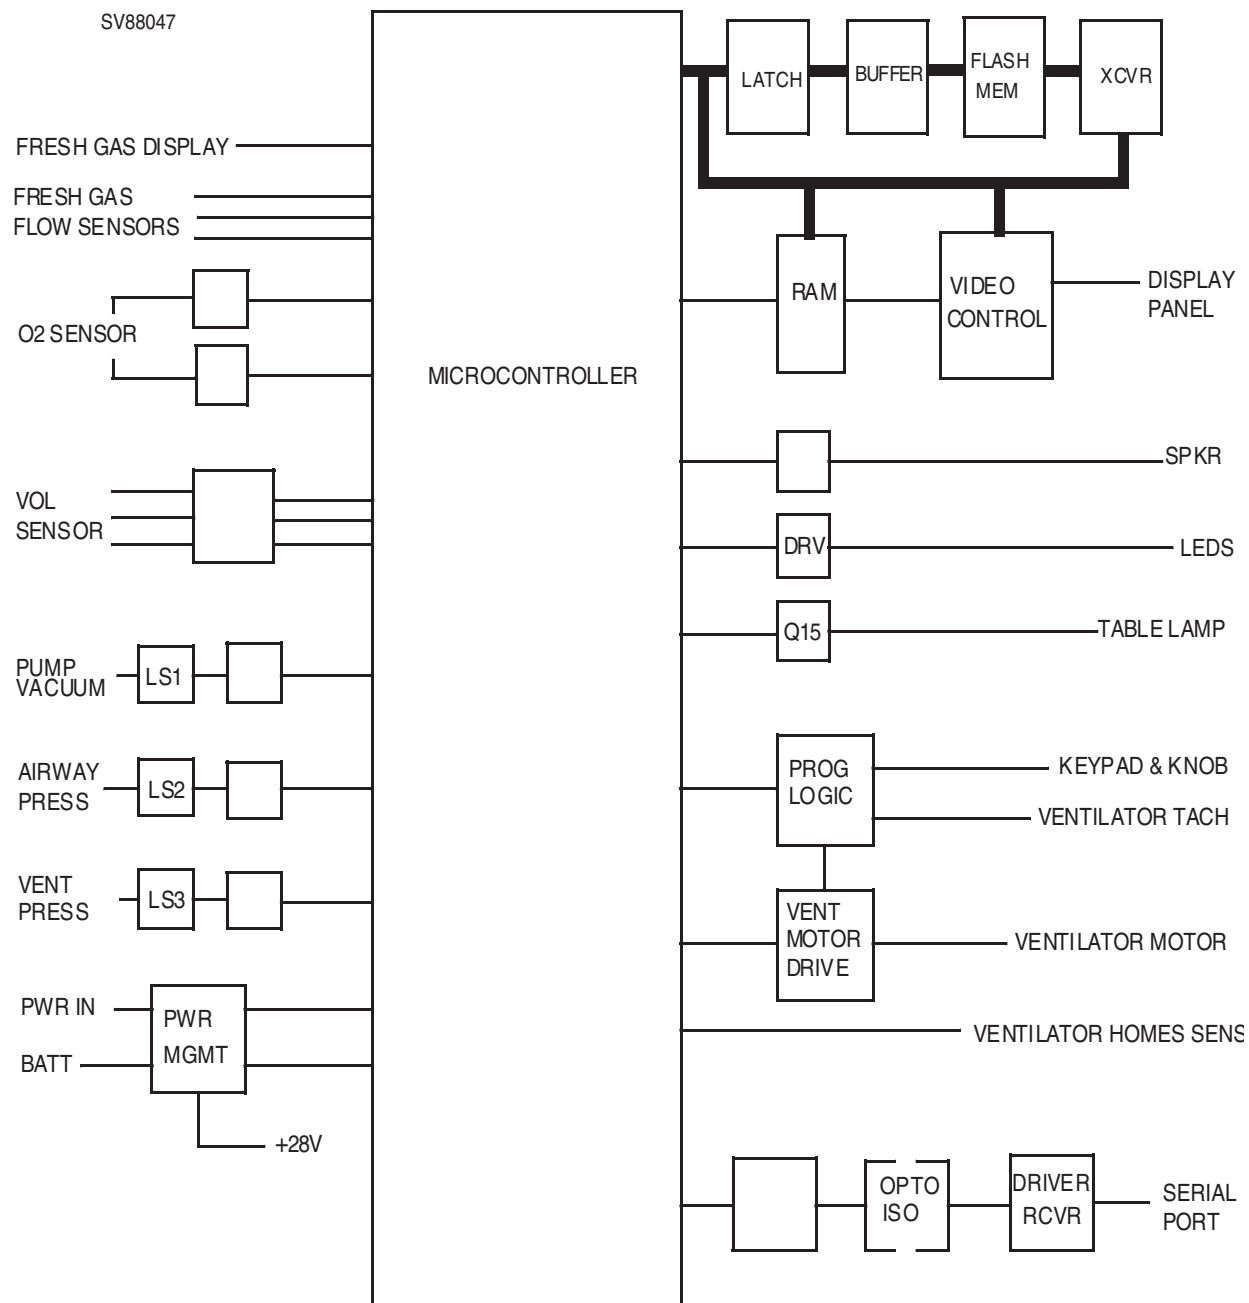 SV88047
LATCH
BUFFER
FLASH
MEM
XCVR
FRESH GAS DISPLAY
FRESH GAS
FLOW SENSORS
O2 SENSOR
MICROCONTROLLER
RAM
VIDEO
CONTROL
DISPLAY
PANEL
VOL
SENSOR
SPKR
DRV
LEDS
Q15
TABLE LAMP
PUMP
VACUUM
LS1
AIRWAY
PRESS
LS2
PROG
LOGIC
KEYPAD & KNOB
VENTILATOR TACH
VENT
PRESS
LS3
VENT
MOTOR
DRIVE
VENTILATOR MOTOR
PWR IN
BATT
PWR
MGMT
+28V
VENTILATOR HOMES SENS
OPTO
ISO
DRIVER
RCVR
SERIAL
PORT